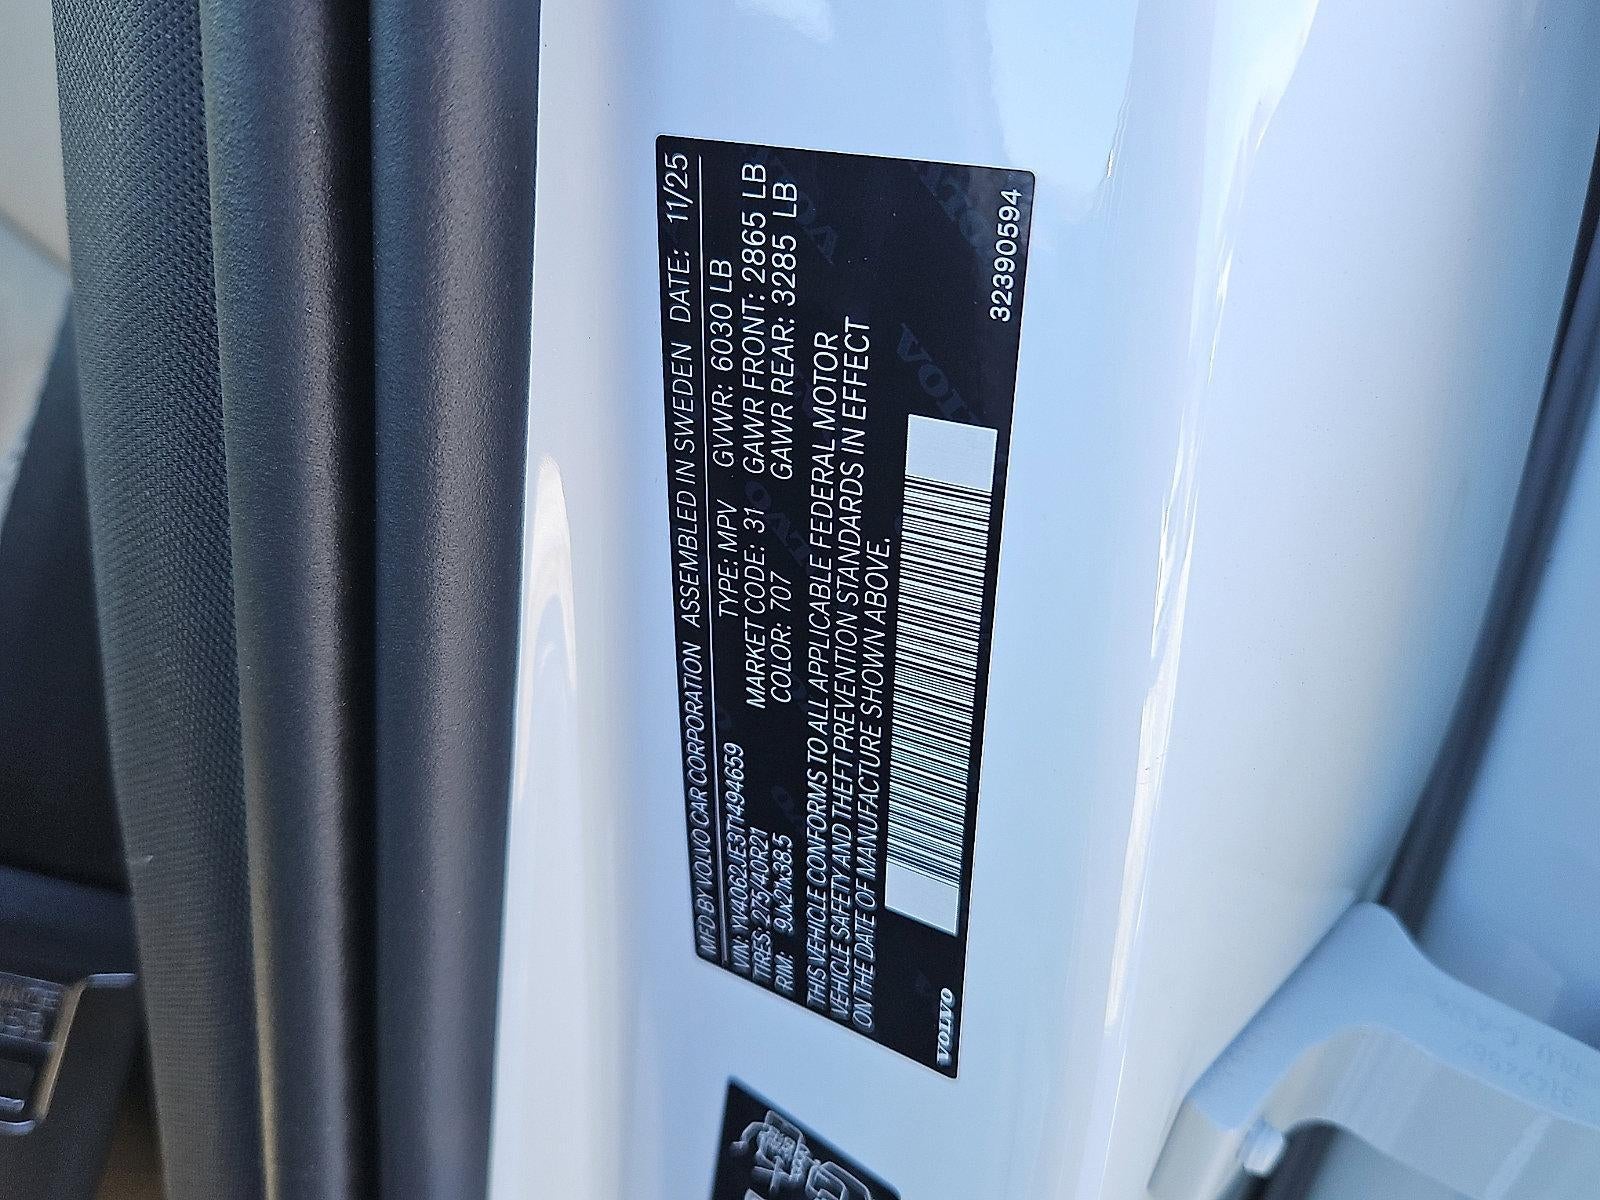 MFD BY VOLVO CAR CORPORATION ASSEMBLED IN SWEDEN DATE: 11/25
VIN: YV4062JE3T1494659 TYPE: MPV GVWR: 6030 LB
TIRES: 275/40R21 MARKET CODE: 31 GAWR FRONT: 2865 LB
RIM: 9Jx21x38.5 COLOR: 707 GAWR REAR: 3285 LB
THIS VEHICLE CONFORMS TO ALL APPLICABLE FEDERAL MOTOR
VEHICLE SAFETY AND THEFT PREVENTION STANDARDS IN EFFECT
ON THE DATE OF MANUFACTURE SHOWN ABOVE.
VOLVO 32390594